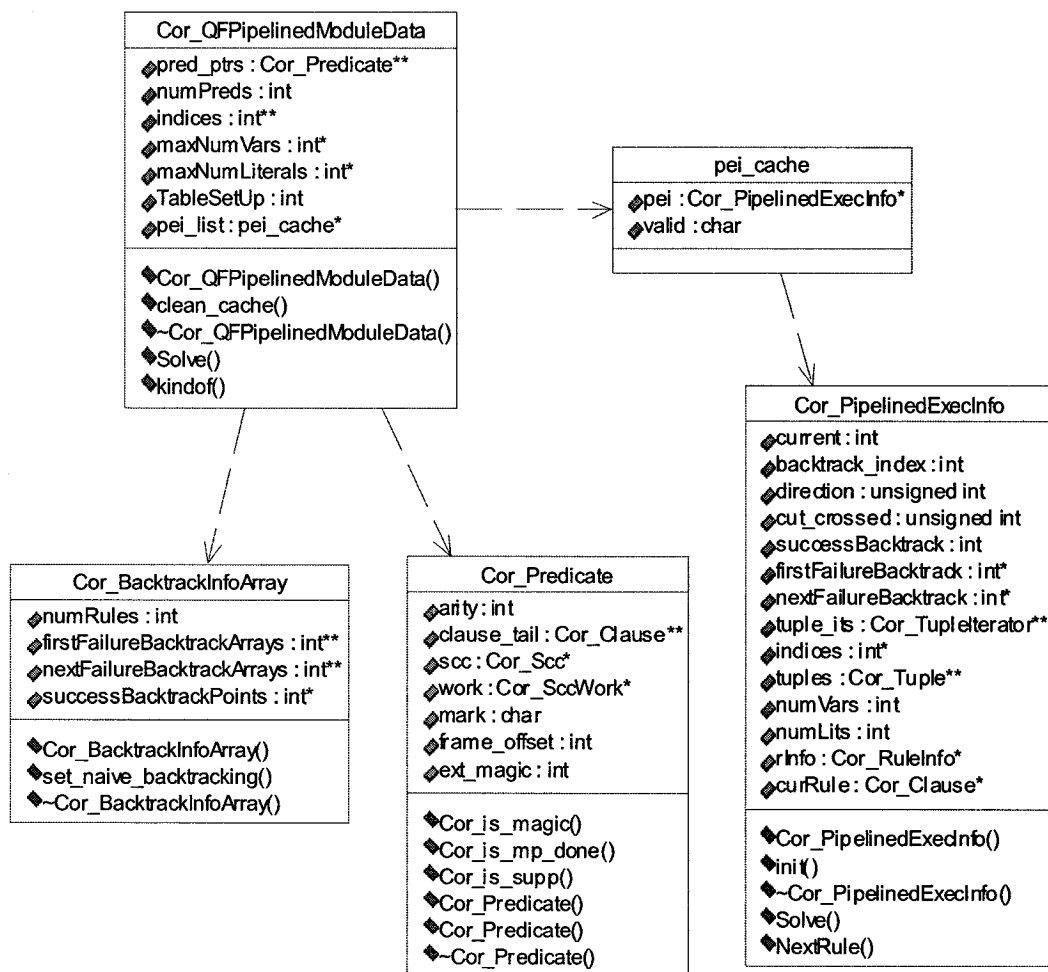 Cor_QFPipelinedModuleData
pred_ptrs : Cor_Predicate**
numPreds : int
indices : int**
maxNumVars : int*
maxNumLiterals : int*
TableSetUp : int
pei_list : pei_cache*
Cor_QFPipelinedModuleData()
clean_cache()
~Cor_QFPipelinedModuleData()
Solve()
kindof()
pei_cache
pei : Cor_PipelinedExecInfo*
valid : char
Cor_BacktrackInfoArray
numRules : int
firstFailureBacktrackArrays : int**
nextFailureBacktrackArrays : int**
successBacktrackPoints : int*
Cor_BacktrackInfoArray()
set_naive_backtracking()
~Cor_BacktrackInfoArray()
Cor_Predicate
arity : int
clause_tail : Cor_Clause**
scc : Cor_Scc*
work : Cor_SccWork*
mark : char
frame_offset : int
ext_magic : int
Cor_is_magic()
Cor_is_mp_done()
Cor_is_supp()
Cor_Predicate()
Cor_Predicate()
~Cor_Predicate()
Cor_PipelinedExecInfo
current : int
backtrack_index : int
direction : unsigned int
cut_crossed : unsigned int
successBacktrack : int
firstFailureBacktrack : int*
nextFailureBacktrack : int*
tuple_its : Cor_TupleIterator**
indices : int*
tuples : Cor_Tuple**
numVars : int
numLits : int
rInfo : Cor_RuleInfo*
curRule : Cor_Clause*
Cor_PipelinedExecInfo()
init()
~Cor_PipelinedExecInfo()
Solve()
NextRule()